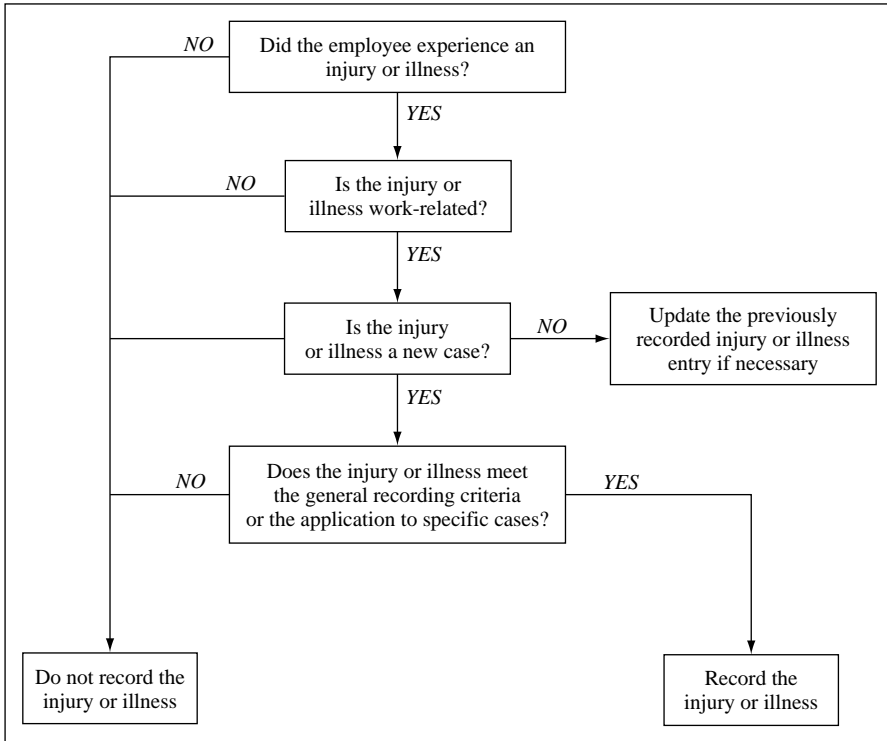 NO
Did the employee experience an
injury or illness?
YES
NO
Is the injury or
illness work-related?
YES
Is the injury
or illness a new case?
NO
Update the previously
recorded injury or illness
entry if necessary
YES
NO
Does the injury or illness meet
the general recording criteria
or the application to specific cases?
YES
Do not record the
injury or illness
Record the
injury or illness